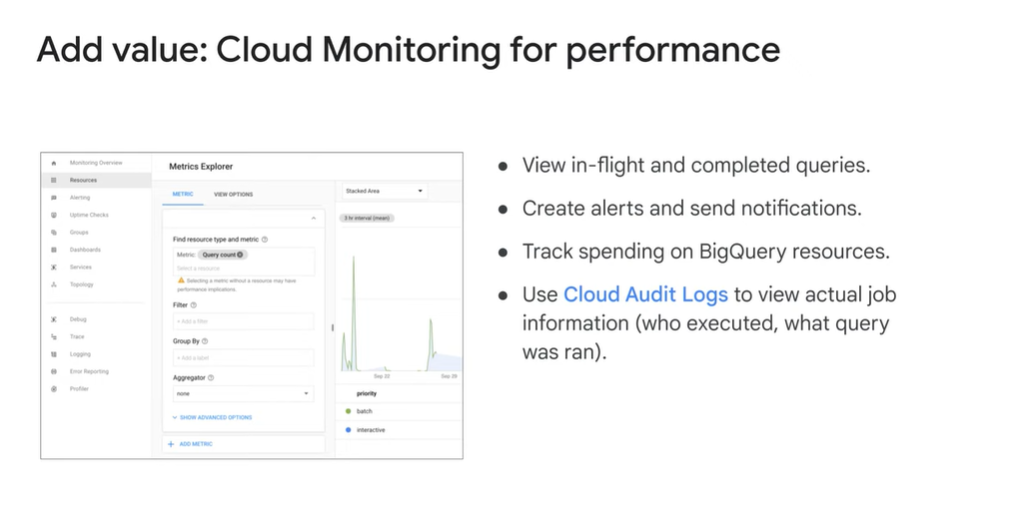 Add value: Cloud Monitoring for performance
Monitoring Overview
Resources
Alerting
Uptime Checks
Groups
Dashboards
Services
Topology
Debug
Trace
Logging
Error Reporting
Profiler
Metrics Explorer
METRIC
VIEW OPTIONS
Find resource type and metric
Metric: Query count
Select a resource
Selecting a metric without a resource may have
performance implications.
Filter
+ Add a filter
Group By
+ Add a label
Aggregator
none
SHOW ADVANCED OPTIONS
+ ADD METRIC
Stacked Area
3 hr interval (mean)
Sep 22
Sep 29
priority
batch
interactive
● View in-flight and completed queries.
● Create alerts and send notifications.
● Track spending on BigQuery resources.
● Use Cloud Audit Logs to view actual job
information (who executed, what query
was ran).